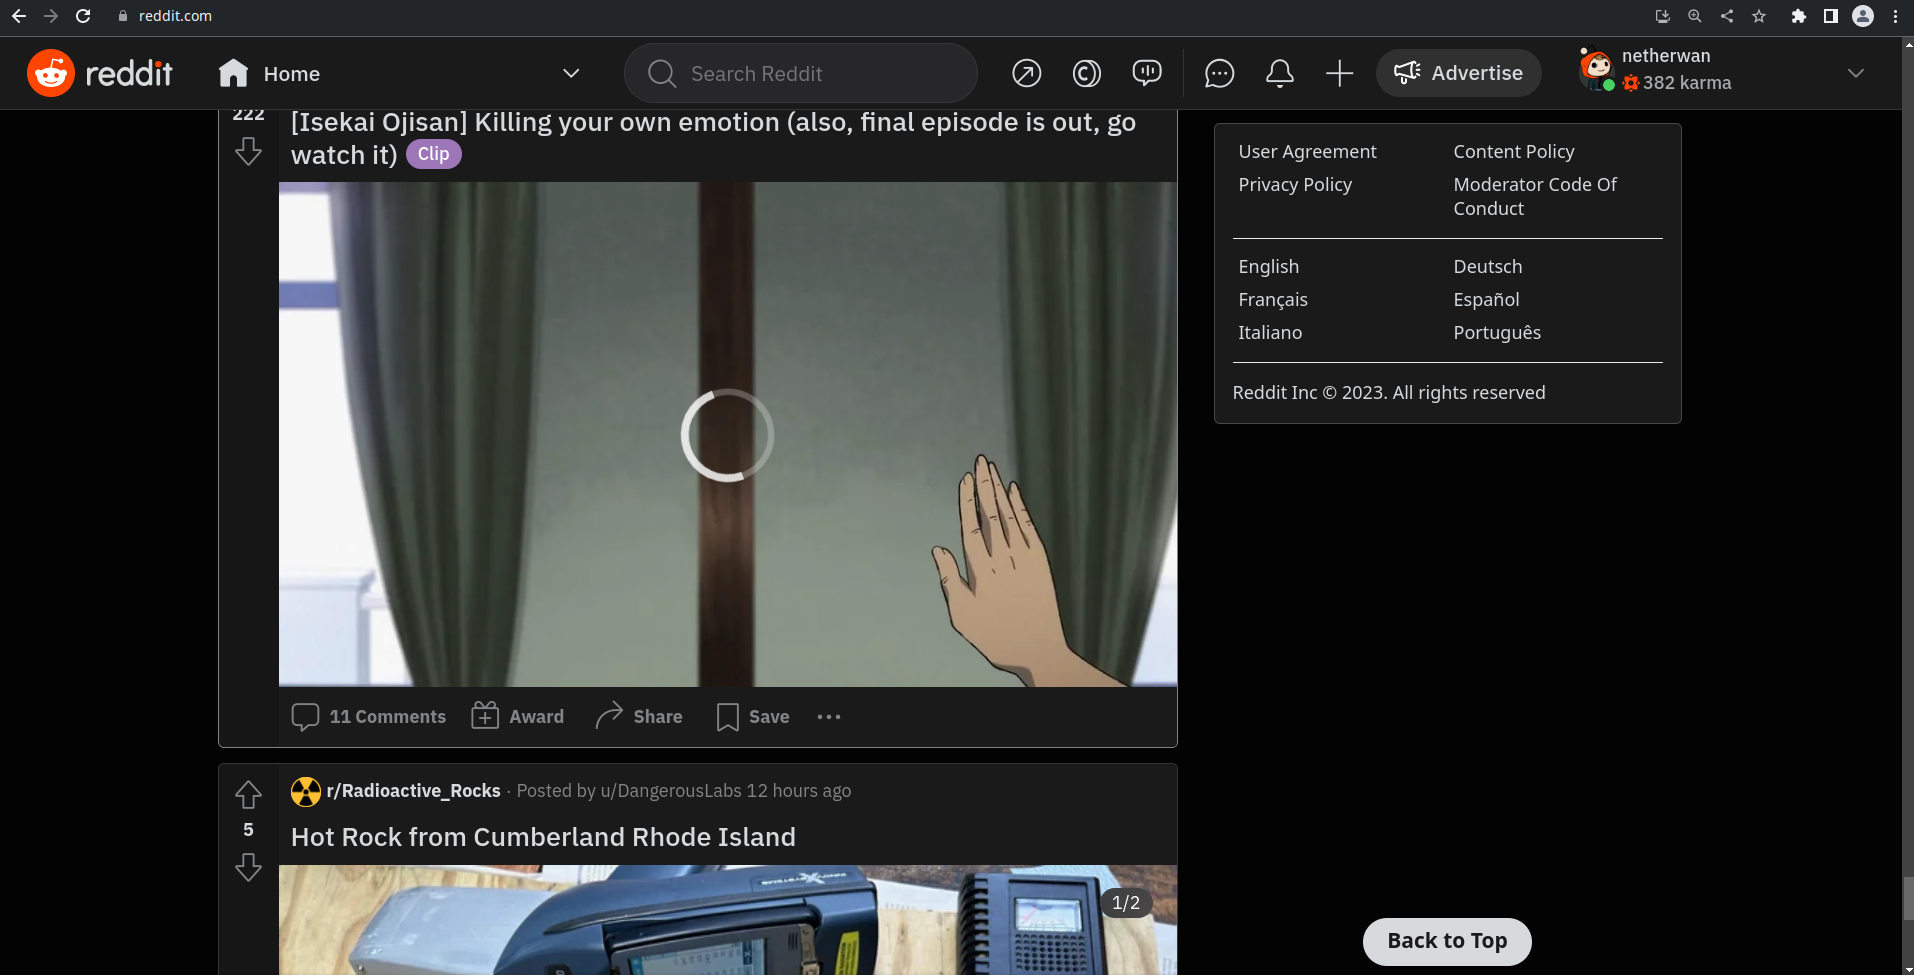 reddit.com
reddit
Home
Search Reddit
Advertise
netherwan
382 karma
222
[Isekai Ojisan] Killing your own emotion (also, final episode is out, go
watch it) Clip
11 Comments
Award
Share
Save
r/Radioactive_Rocks · Posted by u/DangerousLabs 12 hours ago
5
Hot Rock from Cumberland Rhode Island
1/2
User Agreement
Content Policy
Privacy Policy
Moderator Code Of
Conduct
English
Deutsch
Français
Español
Italiano
Português
Reddit Inc © 2023. All rights reserved
Back to Top